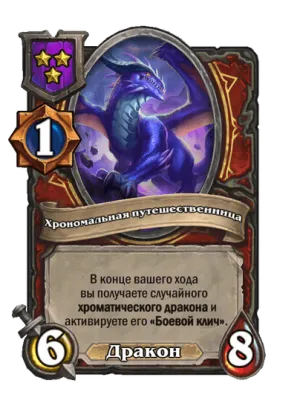 1
Хрономальная путешественница
В конце вашего хода
вы получаете случайного
хроматического дракона и
активируете его «Боевой клич».
6
Дракон
8